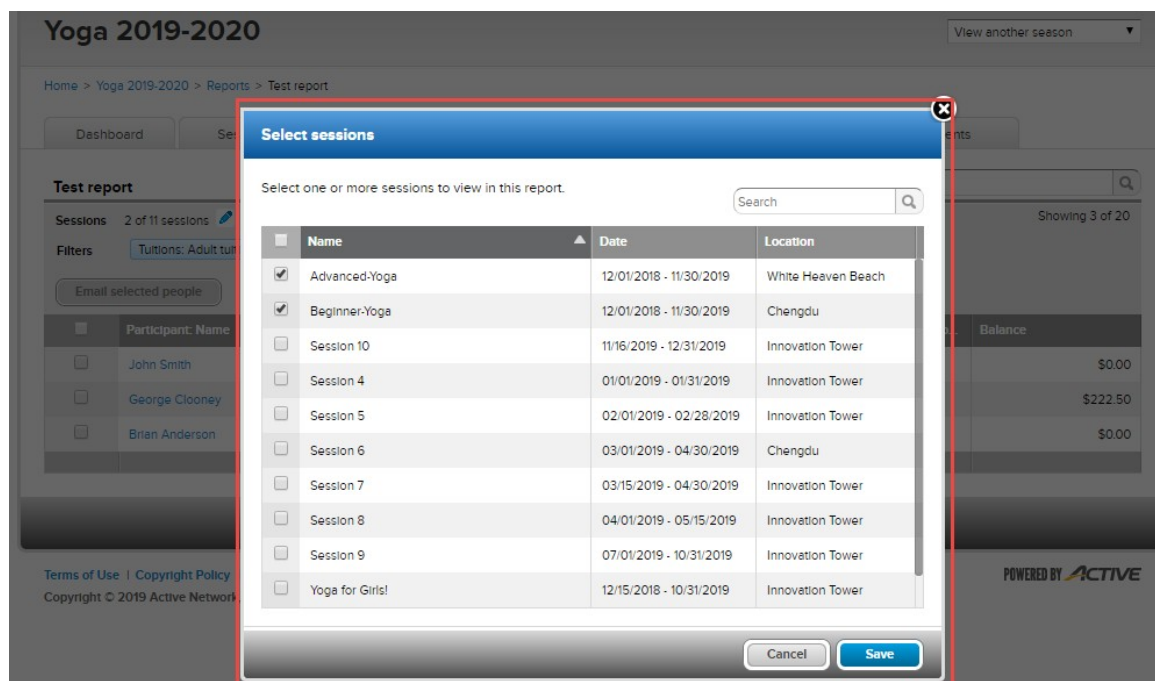 Yoga 2019-2020
View another season
Home > Yoga 2019-2020 > Reports > Test report
Dashboard
Select sessions
Test report
Select one or more sessions to view in this report.
Search
Sessions 2 of 11 sessions
Showing 3 of 20
Filters Tuitions: Adult
Name Date Location
Email selected people
Advanced-Yoga 12/01/2018 - 11/30/2019 White Heaven Beach
Beginner-Yoga 12/01/2018 - 11/30/2019 Chengdu
Participant: Name Balance
Session 10 11/16/2019 - 12/31/2019 Innovation Tower
John Smith $0.00
Session 4 01/01/2019 - 01/31/2019 Innovation Tower
George Clooney $222.50
Session 5 02/01/2019 - 02/28/2019 Innovation Tower
Brian Anderson $0.00
Session 6 03/01/2019 - 04/30/2019 Chengdu
Session 7 03/15/2019 - 04/30/2019 Innovation Tower
Session 8 04/01/2019 - 05/15/2019 Innovation Tower
Session 9 07/01/2019 - 10/31/2019 Innovation Tower
Yoga for Girls! 12/15/2018 - 10/31/2019 Innovation Tower
Terms of Use | Copyright Policy
POWERED BY ACTIVE
Copyright © 2019 Active Network,
Cancel Save